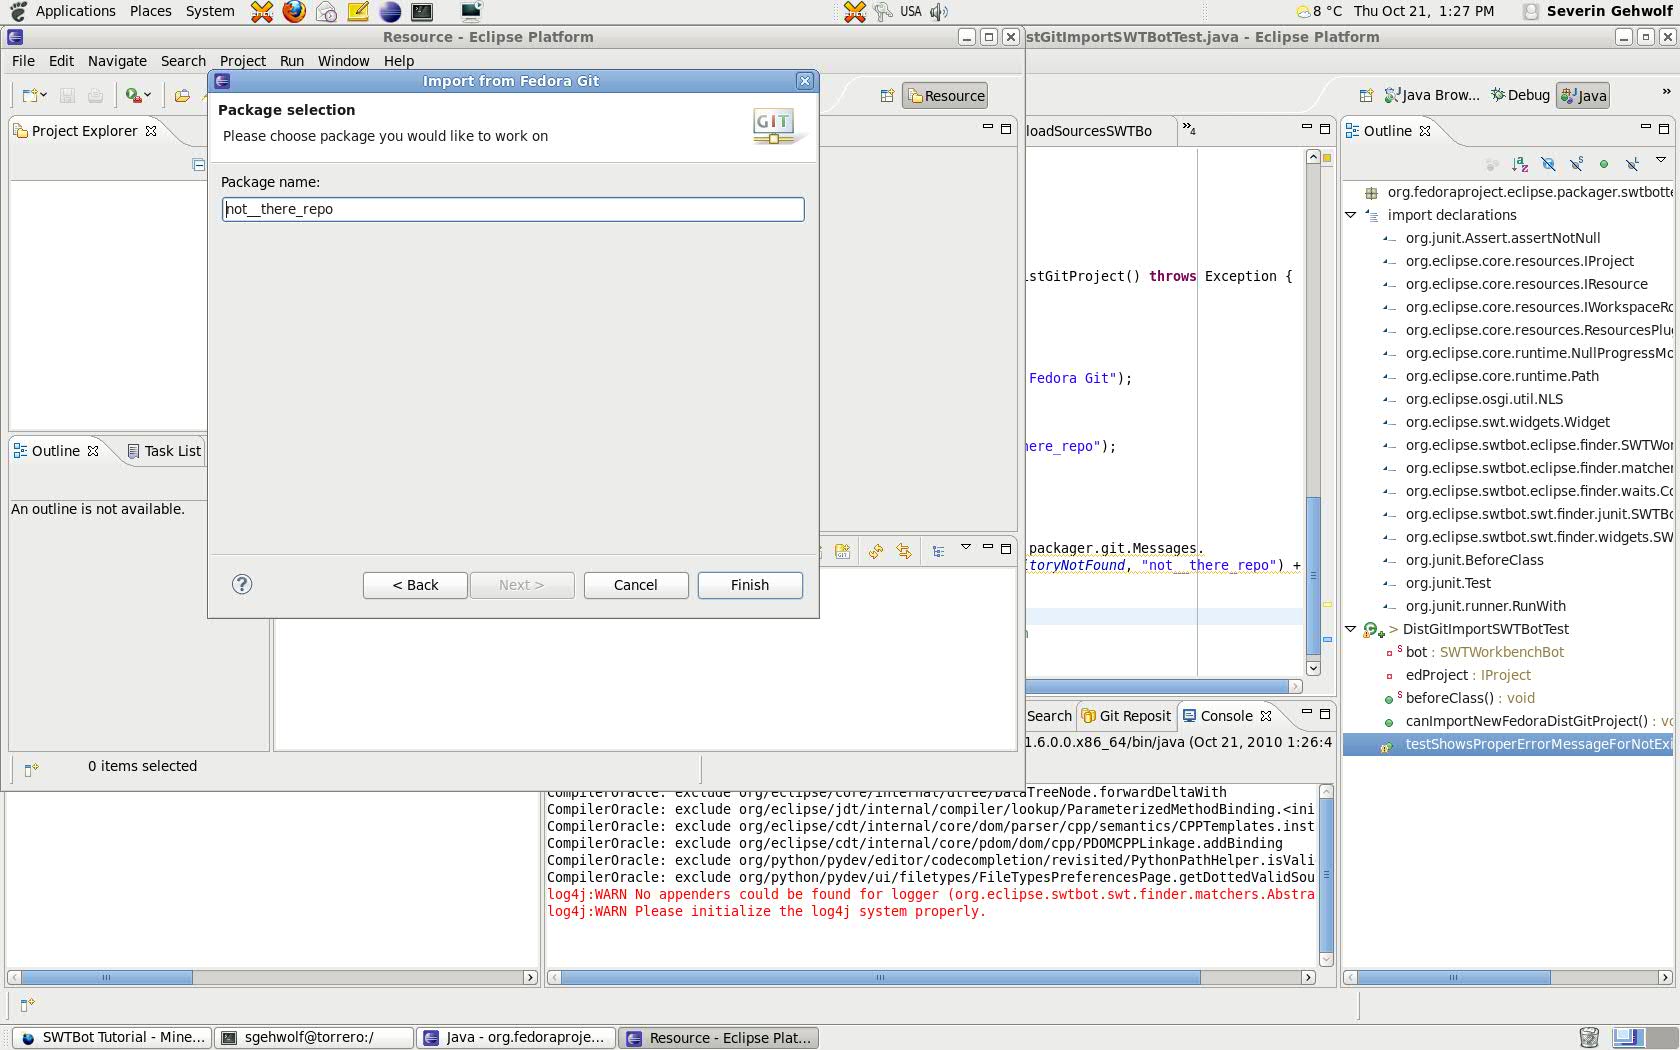 Applications Places System USA 8 °C Thu Oct 21, 1:27 PM Severin Gehwolf
Resource - Eclipse Platform
stGitImportSWTBotTest.java - Eclipse Platform
File Edit Navigate Search Project Run Window Help
Import from Fedora Git
Package selection
Please choose package you would like to work on
GIT
Package name:
not__there_repo
< Back Next > Cancel Finish
Resource
Project Explorer
Outline Task List
An outline is not available.
0 items selected
Java Brow... Debug Java »
loadSourcesSWTBo »4
stGitProject() throws Exception {
Fedora Git");
ere_repo");
packager.git.Messages.
toryNotFound, "not__there_repo") +
Outline
org.fedoraproject.eclipse.packager.swtbotte
import declarations
org.junit.Assert.assertNotNull
org.eclipse.core.resources.IProject
org.eclipse.core.resources.IResource
org.eclipse.core.resources.IWorkspaceRo
org.eclipse.core.resources.ResourcesPlu
org.eclipse.core.runtime.NullProgressMo
org.eclipse.core.runtime.Path
org.eclipse.osgi.util.NLS
org.eclipse.swt.widgets.Widget
org.eclipse.swtbot.eclipse.finder.SWTWor
org.eclipse.swtbot.eclipse.finder.matcher
org.eclipse.swtbot.eclipse.finder.waits.Co
org.eclipse.swtbot.swt.finder.junit.SWTBo
org.eclipse.swtbot.swt.finder.widgets.SW
org.junit.BeforeClass
org.junit.Test
org.junit.runner.RunWith
> DistGitImportSWTBotTest
bot : SWTWorkbenchBot
edProject : IProject
beforeClass() : void
canImportNewFedoraDistGitProject() : vo
testShowsProperErrorMessageForNotExi
Search Git Reposit Console
1.6.0.0.x86_64/bin/java (Oct 21, 2010 1:26:4
CompilerOracle: exclude org/eclipse/core/internal/dtree/DataTreeNode.forwardDeltaWith
CompilerOracle: exclude org/eclipse/jdt/internal/compiler/lookup/ParameterizedMethodBinding.<ini
CompilerOracle: exclude org/eclipse/cdt/internal/core/dom/parser/cpp/semantics/CPPTemplates.inst
CompilerOracle: exclude org/eclipse/cdt/internal/core/pdom/dom/cpp/PDOMCPPLinkage.addBinding
CompilerOracle: exclude org/python/pydev/editor/codecompletion/revisited/PythonPathHelper.isVali
CompilerOracle: exclude org/python/pydev/ui/filetypes/FileTypesPreferencesPage.getDottedValidSou
log4j:WARN No appenders could be found for logger (org.eclipse.swtbot.swt.finder.matchers.Abstra
log4j:WARN Please initialize the log4j system properly.
SWTBot Tutorial - Mine... sgehwolf@torrero:/ Java - org.fedoraproje... Resource - Eclipse Plat...